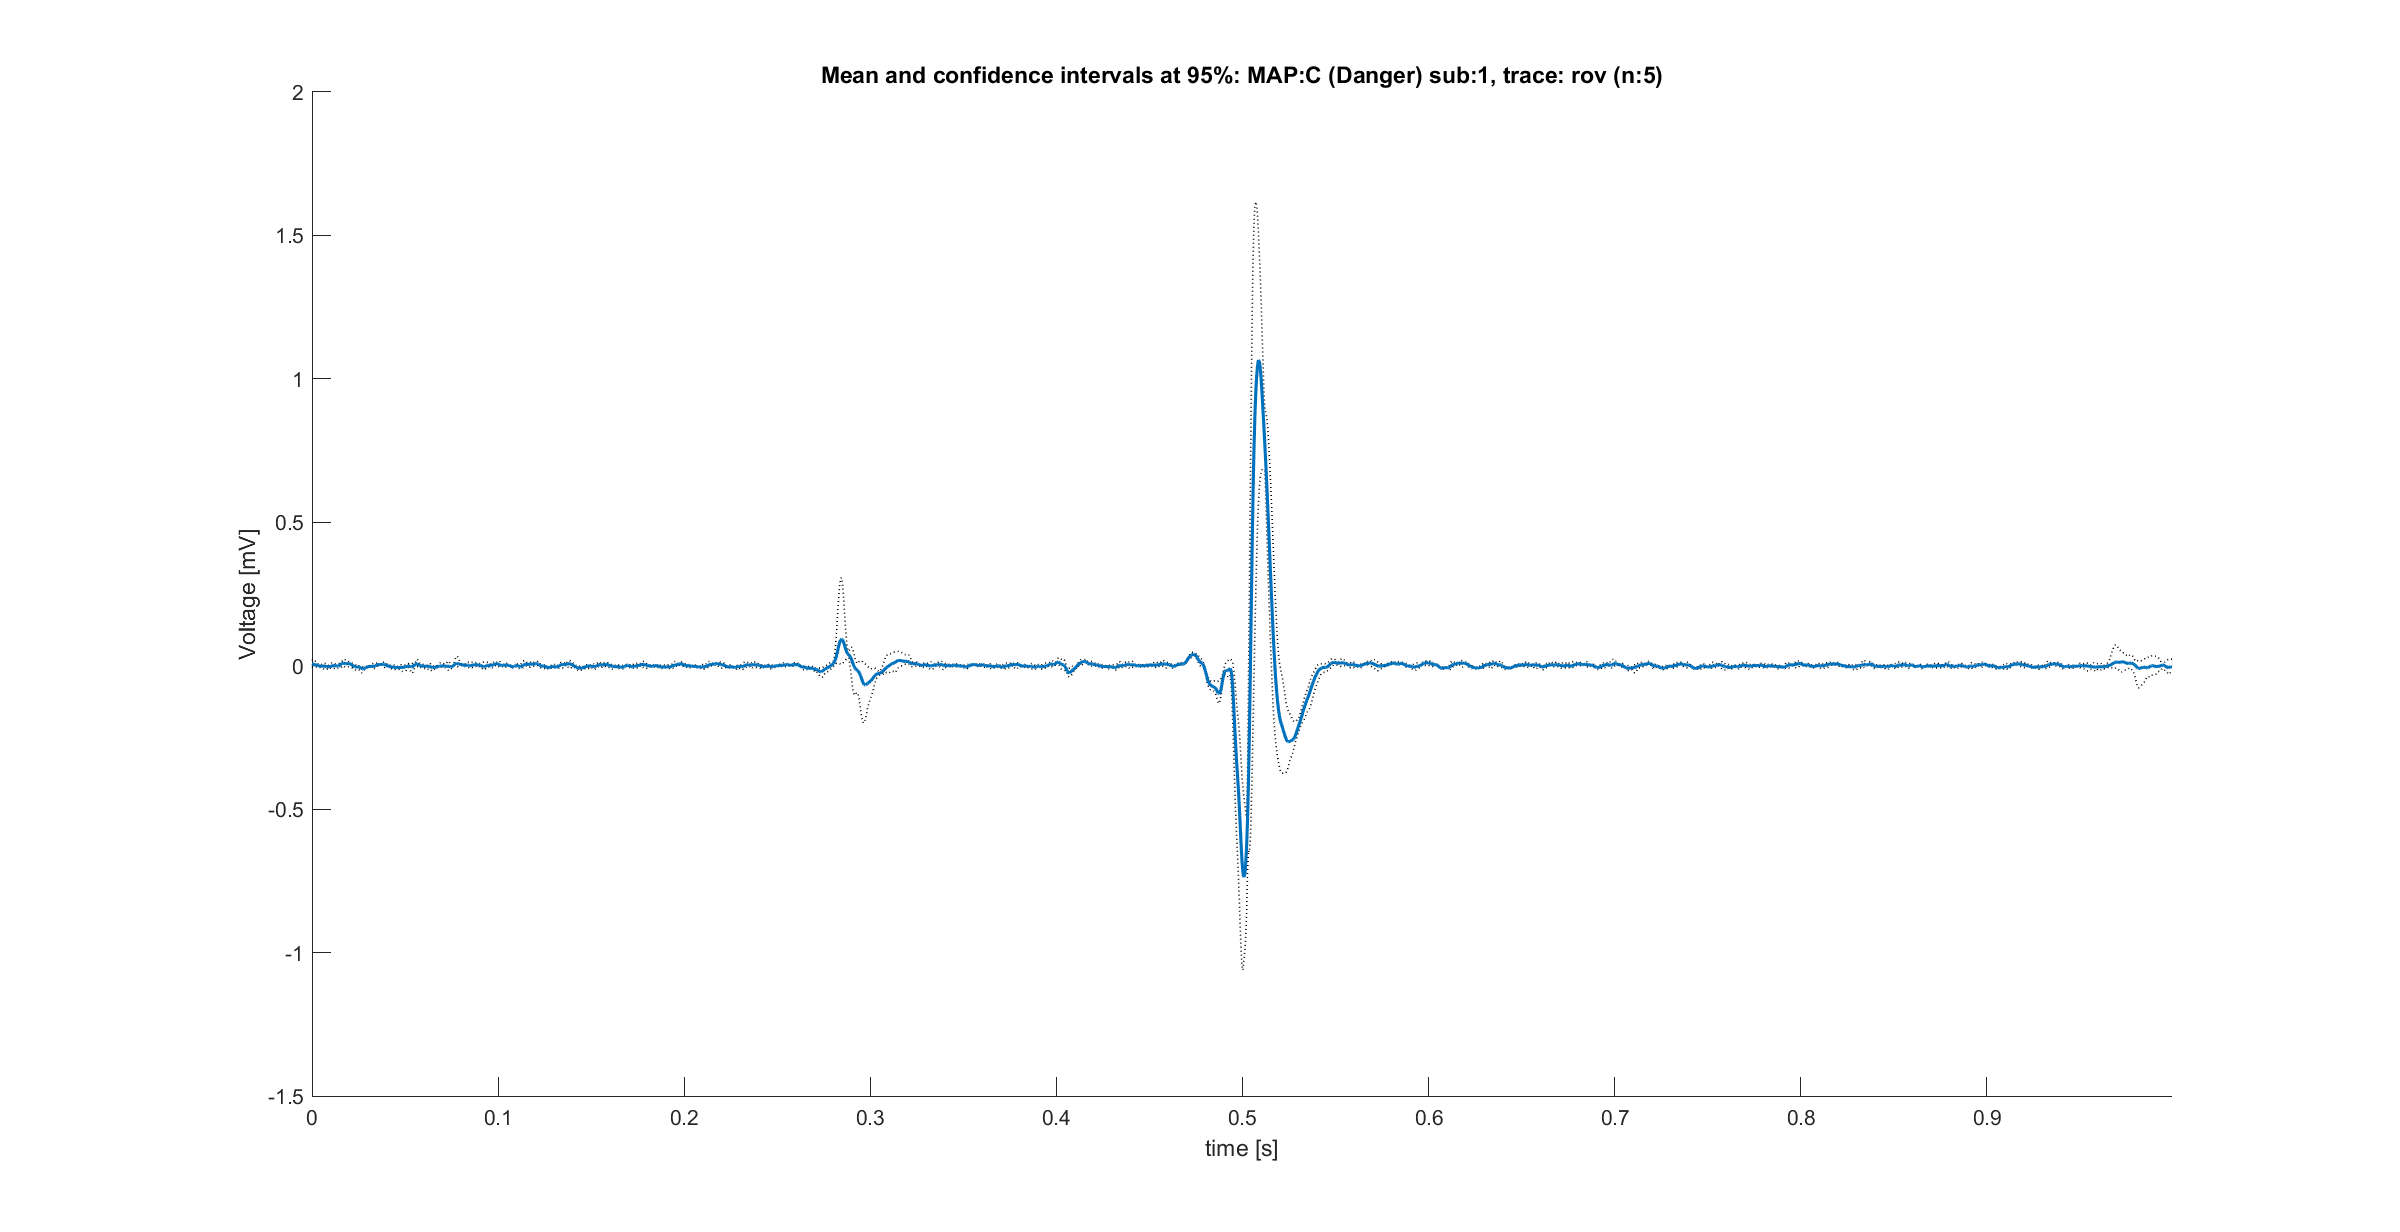 Mean and confidence intervals at 95%: MAP:C (Danger) sub:1, trace: rov (n:5)
2
1.5
1
0.5
0
-0.5
-1
-1.5
Voltage [mV]
0 0.1 0.2 0.3 0.4 0.5 0.6 0.7 0.8 0.9
time [s]